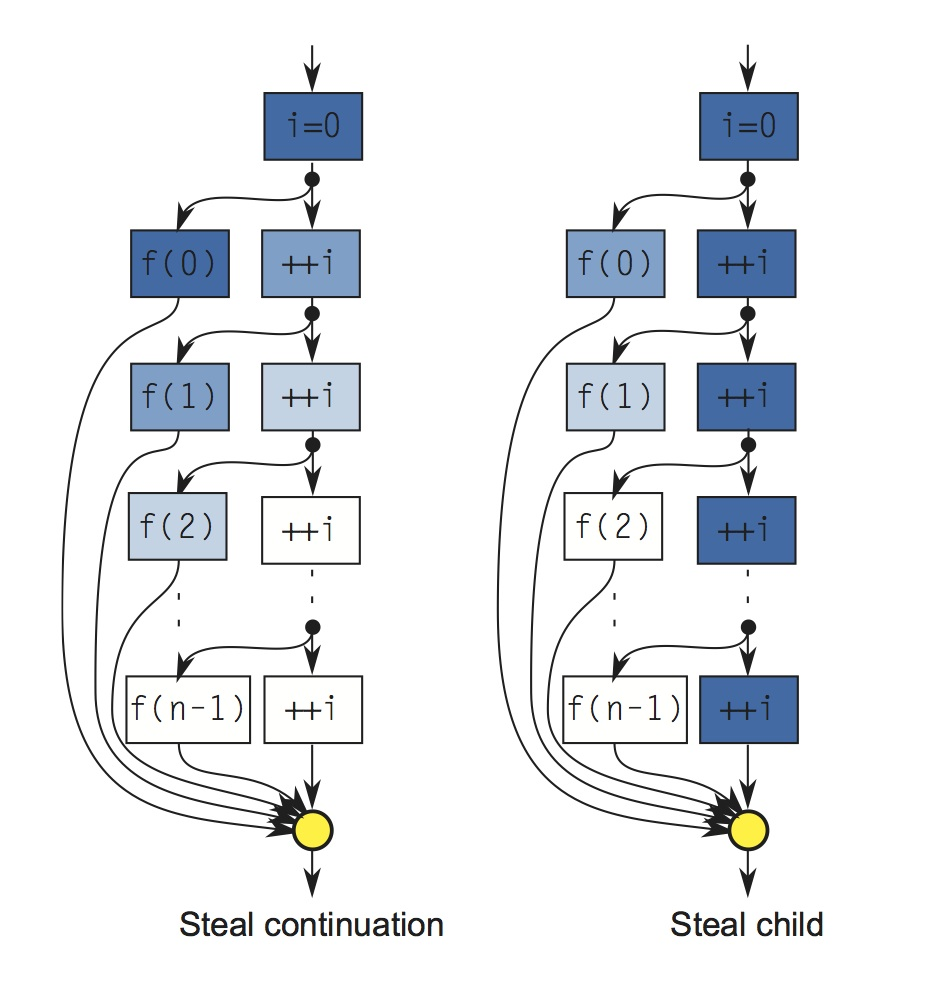 i=0
f(0) ++i
f(1) ++i
f(2) ++i
f(n-1) ++i
Steal continuation
i=0
f(0) ++i
f(1) ++i
f(2) ++i
f(n-1) ++i
Steal child